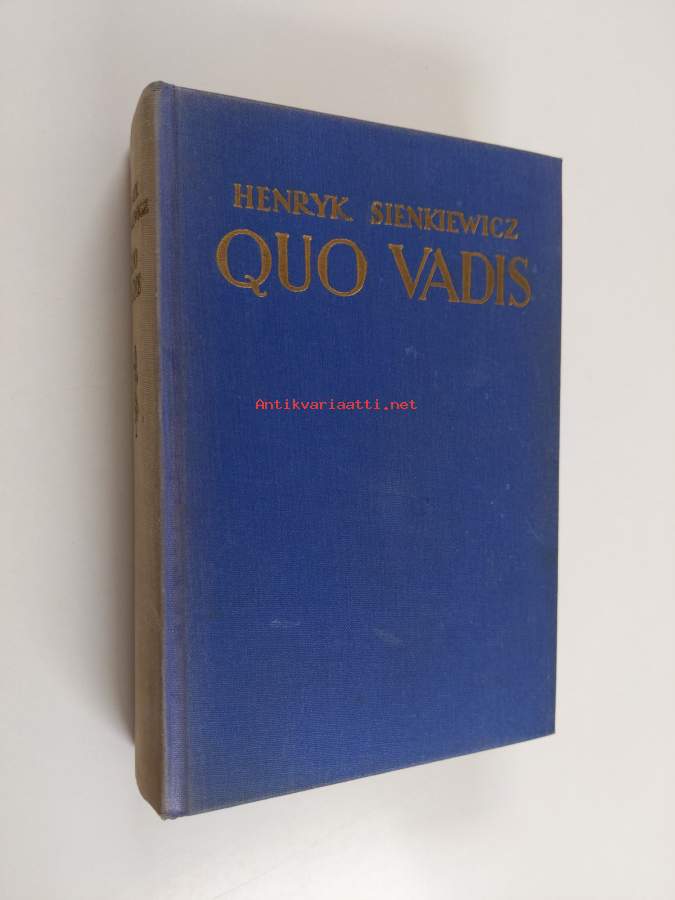 HENRYK SIENKIEWICZ
QUO VADIS
Antikvariaatti.net